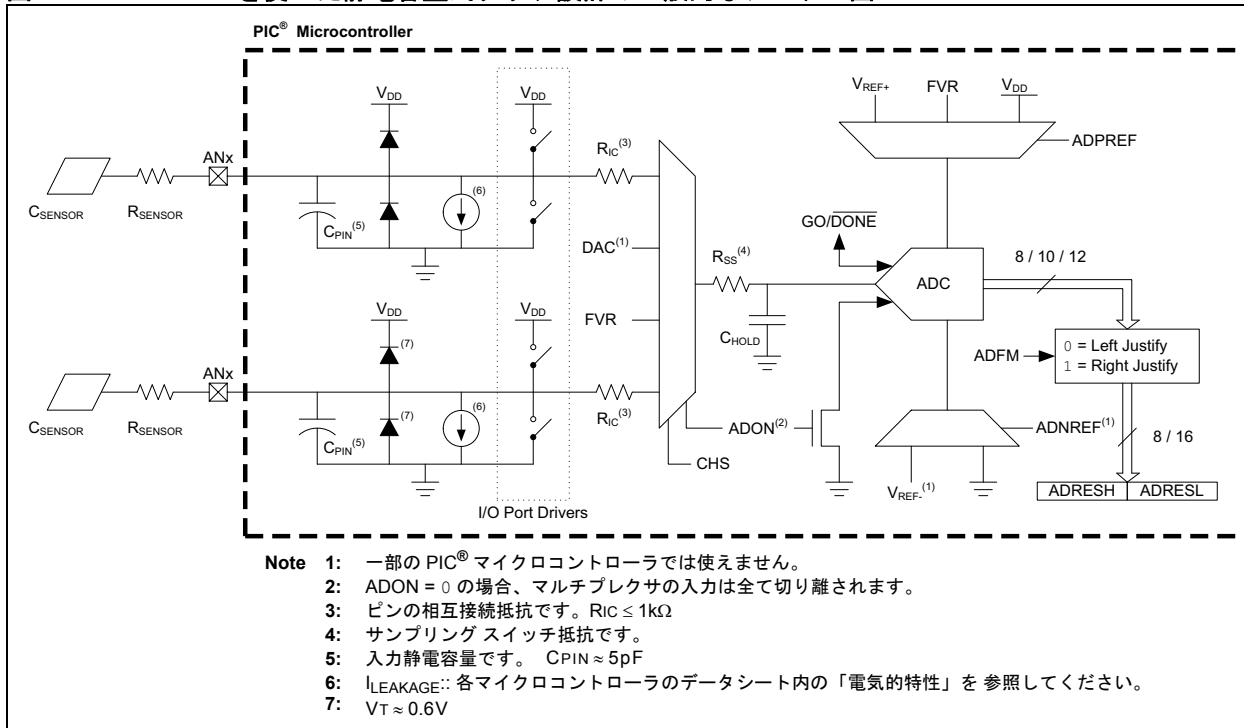 PIC® Microcontroller
VREF+ FVR VDD
ADPREF
VDD VDD
ANx
RIC(3)
(6)
CSENSOR RSENSOR
CPIN(5)
DAC(1)
RSS(4)
GO/DONE
ADC
8 / 10 / 12
VDD VDD
FVR
CHOLD
ADFM
0 = Left Justify
1 = Right Justify
ANx
(7)
(7)
(6)
RIC(3)
CSENSOR RSENSOR
CPIN(5)
ADON(2)
ADNREF(1)
8 / 16
CHS
VREF-(1)
ADRESH ADRESL
I/O Port Drivers
Note 1: 一部の PIC® マイクロコントローラでは使えません。
2: ADON = 0 の場合、マルチプレクサの入力は全て切り離されます。
3: ピンの相互接続抵抗です。RIC ≤ 1kΩ
4: サンプリング スイッチ抵抗です。
5: 入力静電容量です。 CPIN ≈ 5pF
6: ILEAKAGE:: 各マイクロコントローラのデータシート内の「電気的特性」を 参照してください。
7: VT ≈ 0.6V